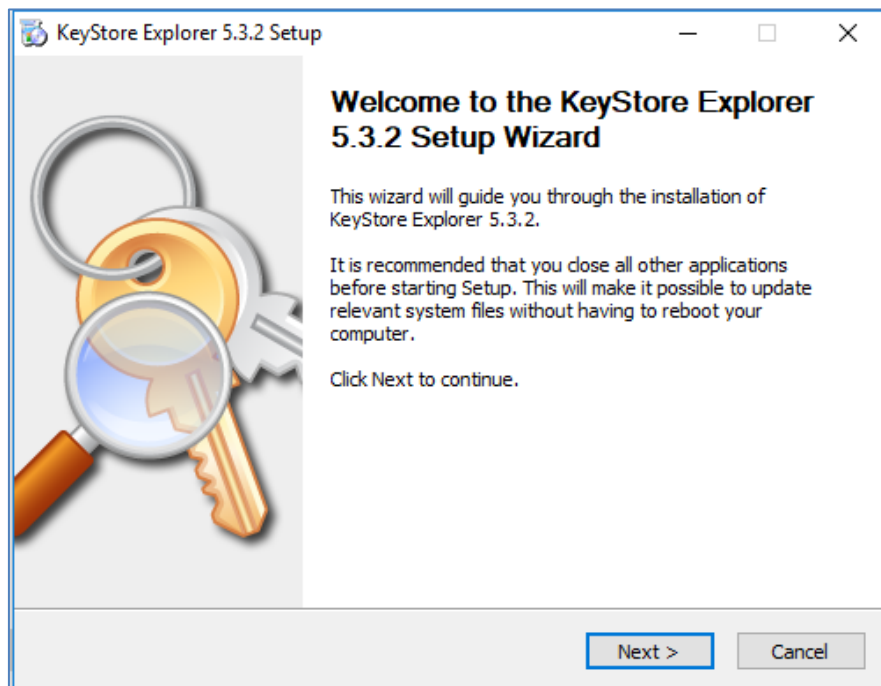 KeyStore Explorer 5.3.2 Setup
Welcome to the KeyStore Explorer
5.3.2 Setup Wizard
This wizard will guide you through the installation of
KeyStore Explorer 5.3.2.
It is recommended that you close all other applications
before starting Setup. This will make it possible to update
relevant system files without having to reboot your
computer.
Click Next to continue.
Next >
Cancel